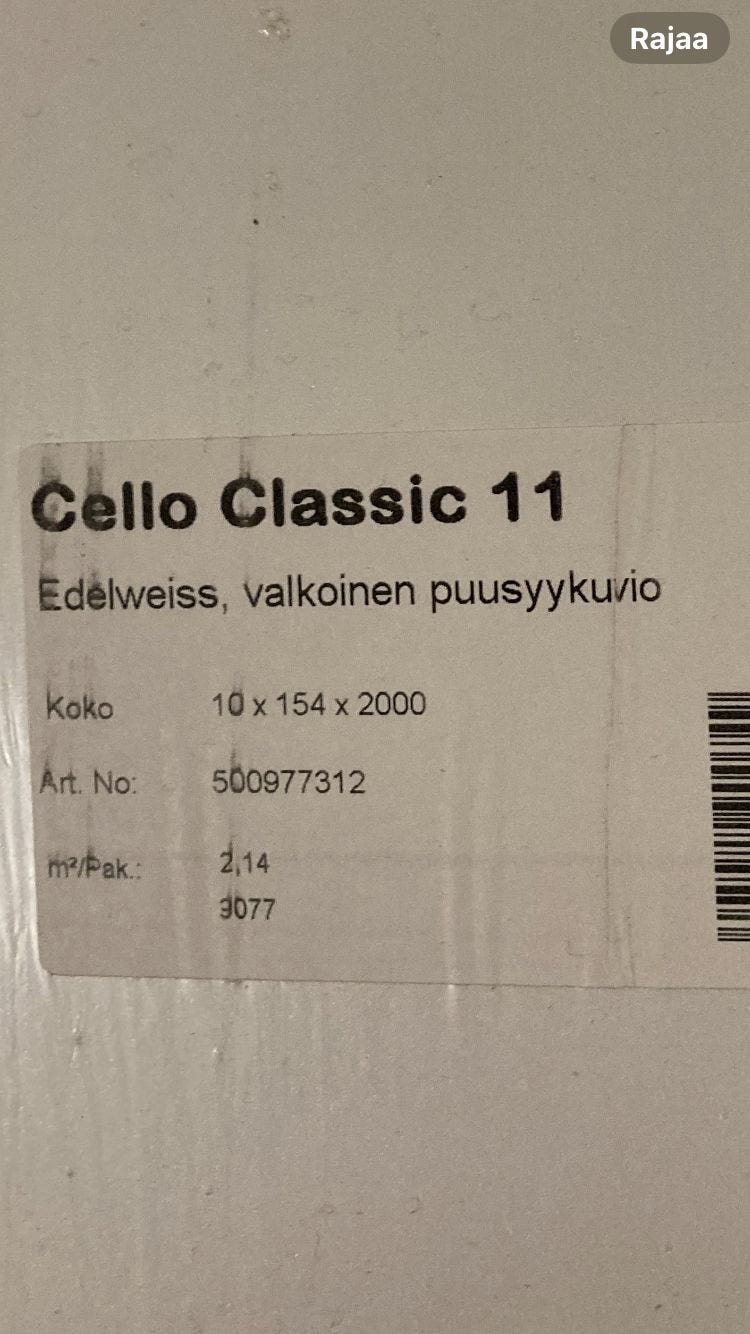 Rajaa
Cello Classic 11
Edelweiss, valkoinen puusyykuvio
Koko 10 x 154 x 2000
Art. No: 500977312
m²/Pak.: 2,14
3077